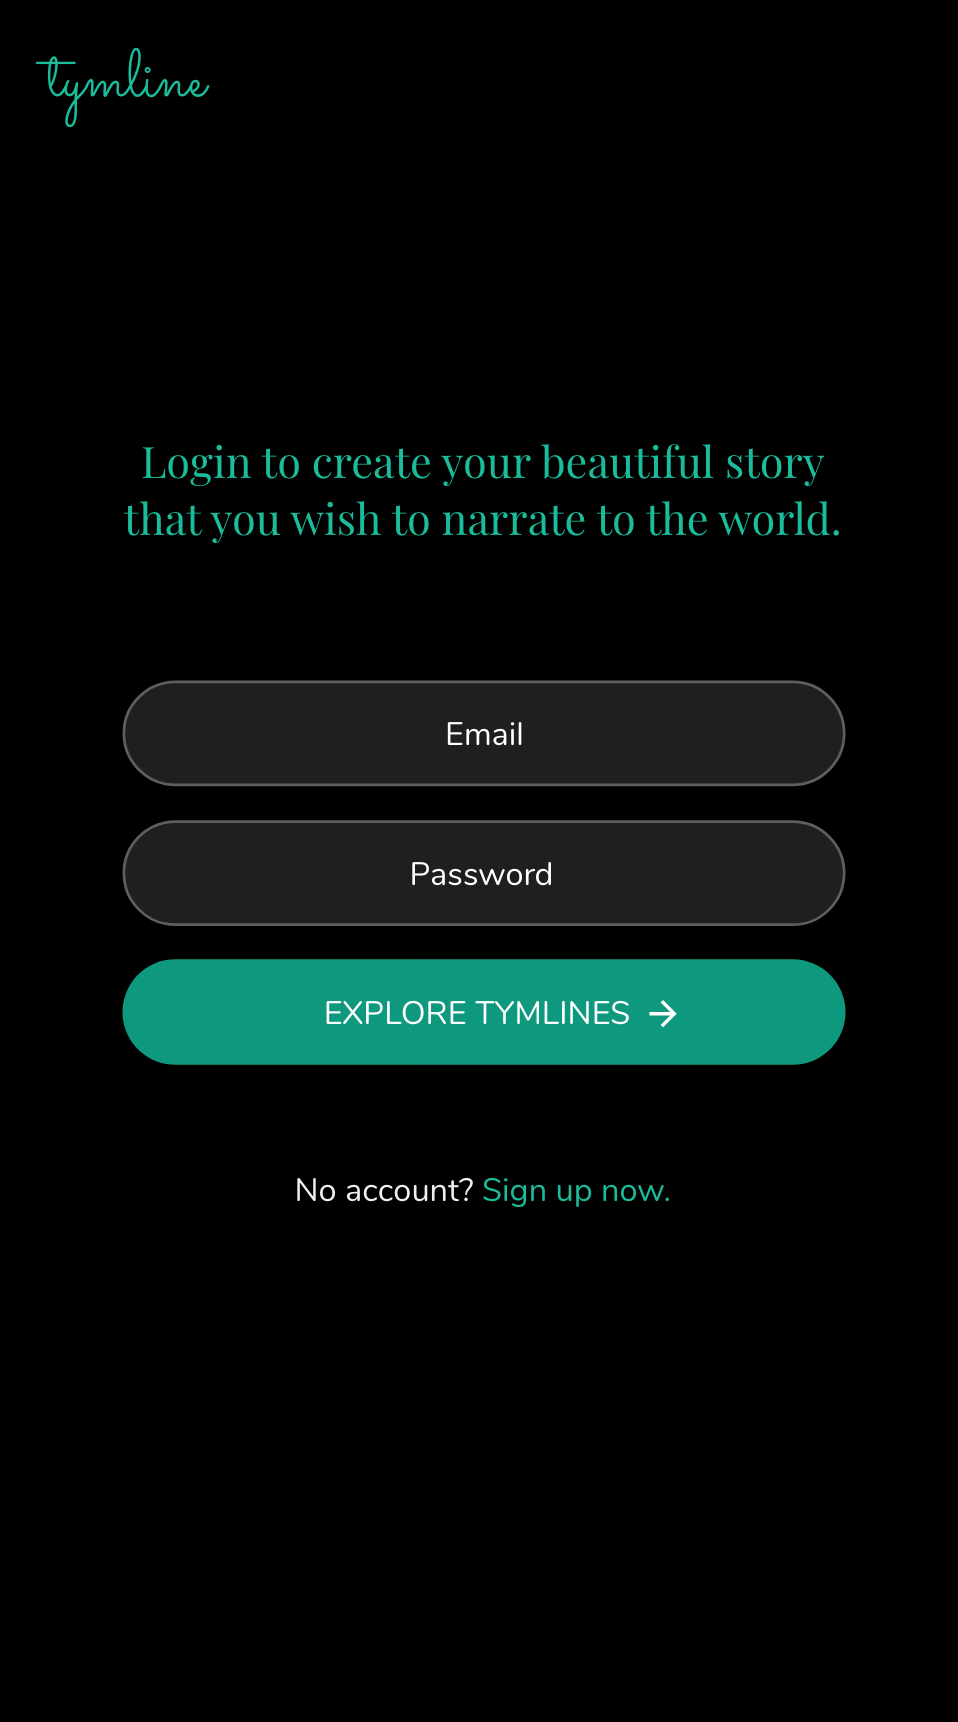 tymline
Login to create your beautiful story
that you wish to narrate to the world.
Email
Password
EXPLORE TYMLINES →
No account? Sign up now.